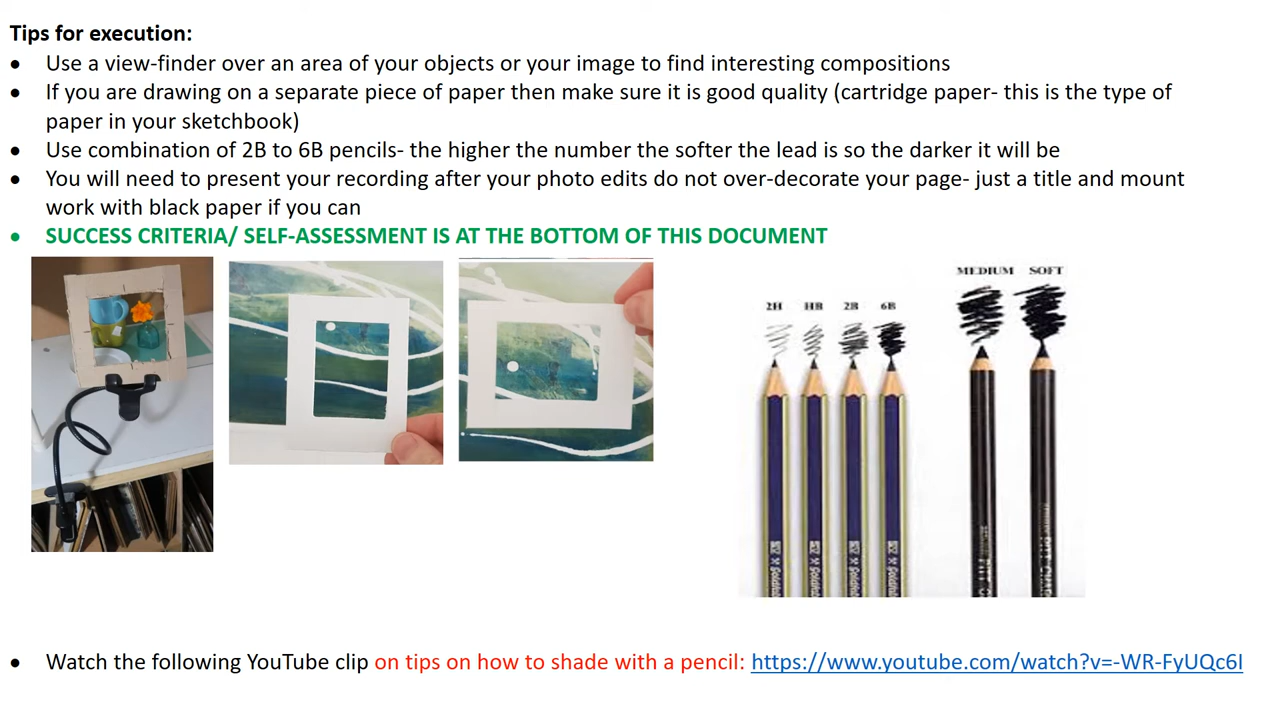 Tips for execution:
• Use a view-finder over an area of your objects or your image to find interesting compositions
• If you are drawing on a separate piece of paper then make sure it is good quality (cartridge paper- this is the type of
paper in your sketchbook)
• Use combination of 2B to 6B pencils- the higher the number the softer the lead is so the darker it will be
• You will need to present your recording after your photo edits do not over-decorate your page- just a title and mount
work with black paper if you can
• SUCCESS CRITERIA/ SELF-ASSESSMENT IS AT THE BOTTOM OF THIS DOCUMENT
MEDIUM SOFT
2H HB 2B 6B
• Watch the following YouTube clip on tips on how to shade with a pencil: https://www.youtube.com/watch?v=-WR-FyUQc6I